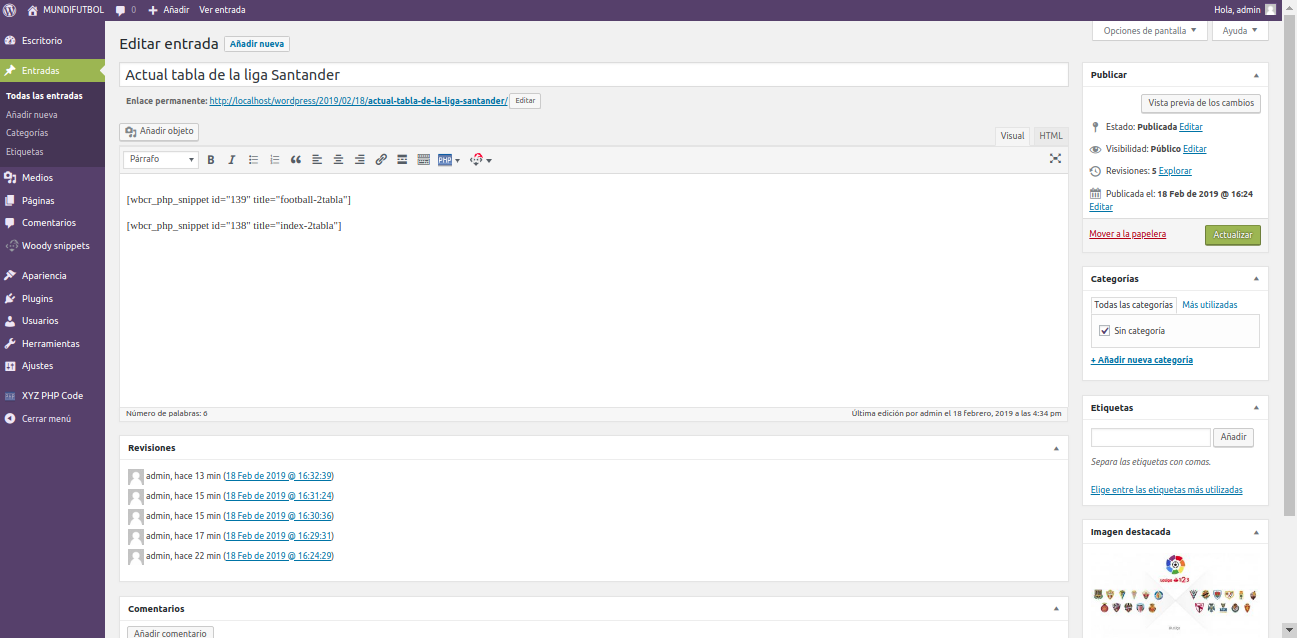 MUNDIFUTBOL 0 Añadir Ver entrada Hola, admin
Escritorio
Entradas
Todas las entradas
Añadir nueva
Categorías
Etiquetas
Medios
Páginas
Comentarios
Woody snippets
Apariencia
Plugins
Usuarios
Herramientas
Ajustes
XYZ PHP Code
Cerrar menú
Opciones de pantalla Ayuda
Editar entrada Añadir nueva
Actual tabla de la liga Santander
Enlace permanente: http://localhost/wordpress/2019/02/18/actual-tabla-de-la-liga-santander/ Editar
Añadir objeto
Visual HTML
Párrafo B I PHP
[wbcr_php_snippet id="139" title="football-2tabla"]
[wbcr_php_snippet id="138" title="index-2tabla"]
Número de palabras: 6 Última edición por admin el 18 febrero, 2019 a las 4:34 pm
Revisiones
admin, hace 13 min (18 Feb de 2019 @ 16:32:39)
admin, hace 15 min (18 Feb de 2019 @ 16:31:24)
admin, hace 15 min (18 Feb de 2019 @ 16:30:36)
admin, hace 17 min (18 Feb de 2019 @ 16:29:31)
admin, hace 22 min (18 Feb de 2019 @ 16:24:29)
Comentarios
Añadir comentario
Publicar
Vista previa de los cambios
Estado: Publicada Editar
Visibilidad: Público Editar
Revisiones: 5 Explorar
Publicada el: 18 Feb de 2019 @ 16:24
Editar
Mover a la papelera Actualizar
Categorías
Todas las categorías Más utilizadas
Sin categoría
+ Añadir nueva categoría
Etiquetas
Añadir
Separa las etiquetas con comas.
Elige entre las etiquetas más utilizadas
Imagen destacada
LaLiga 123